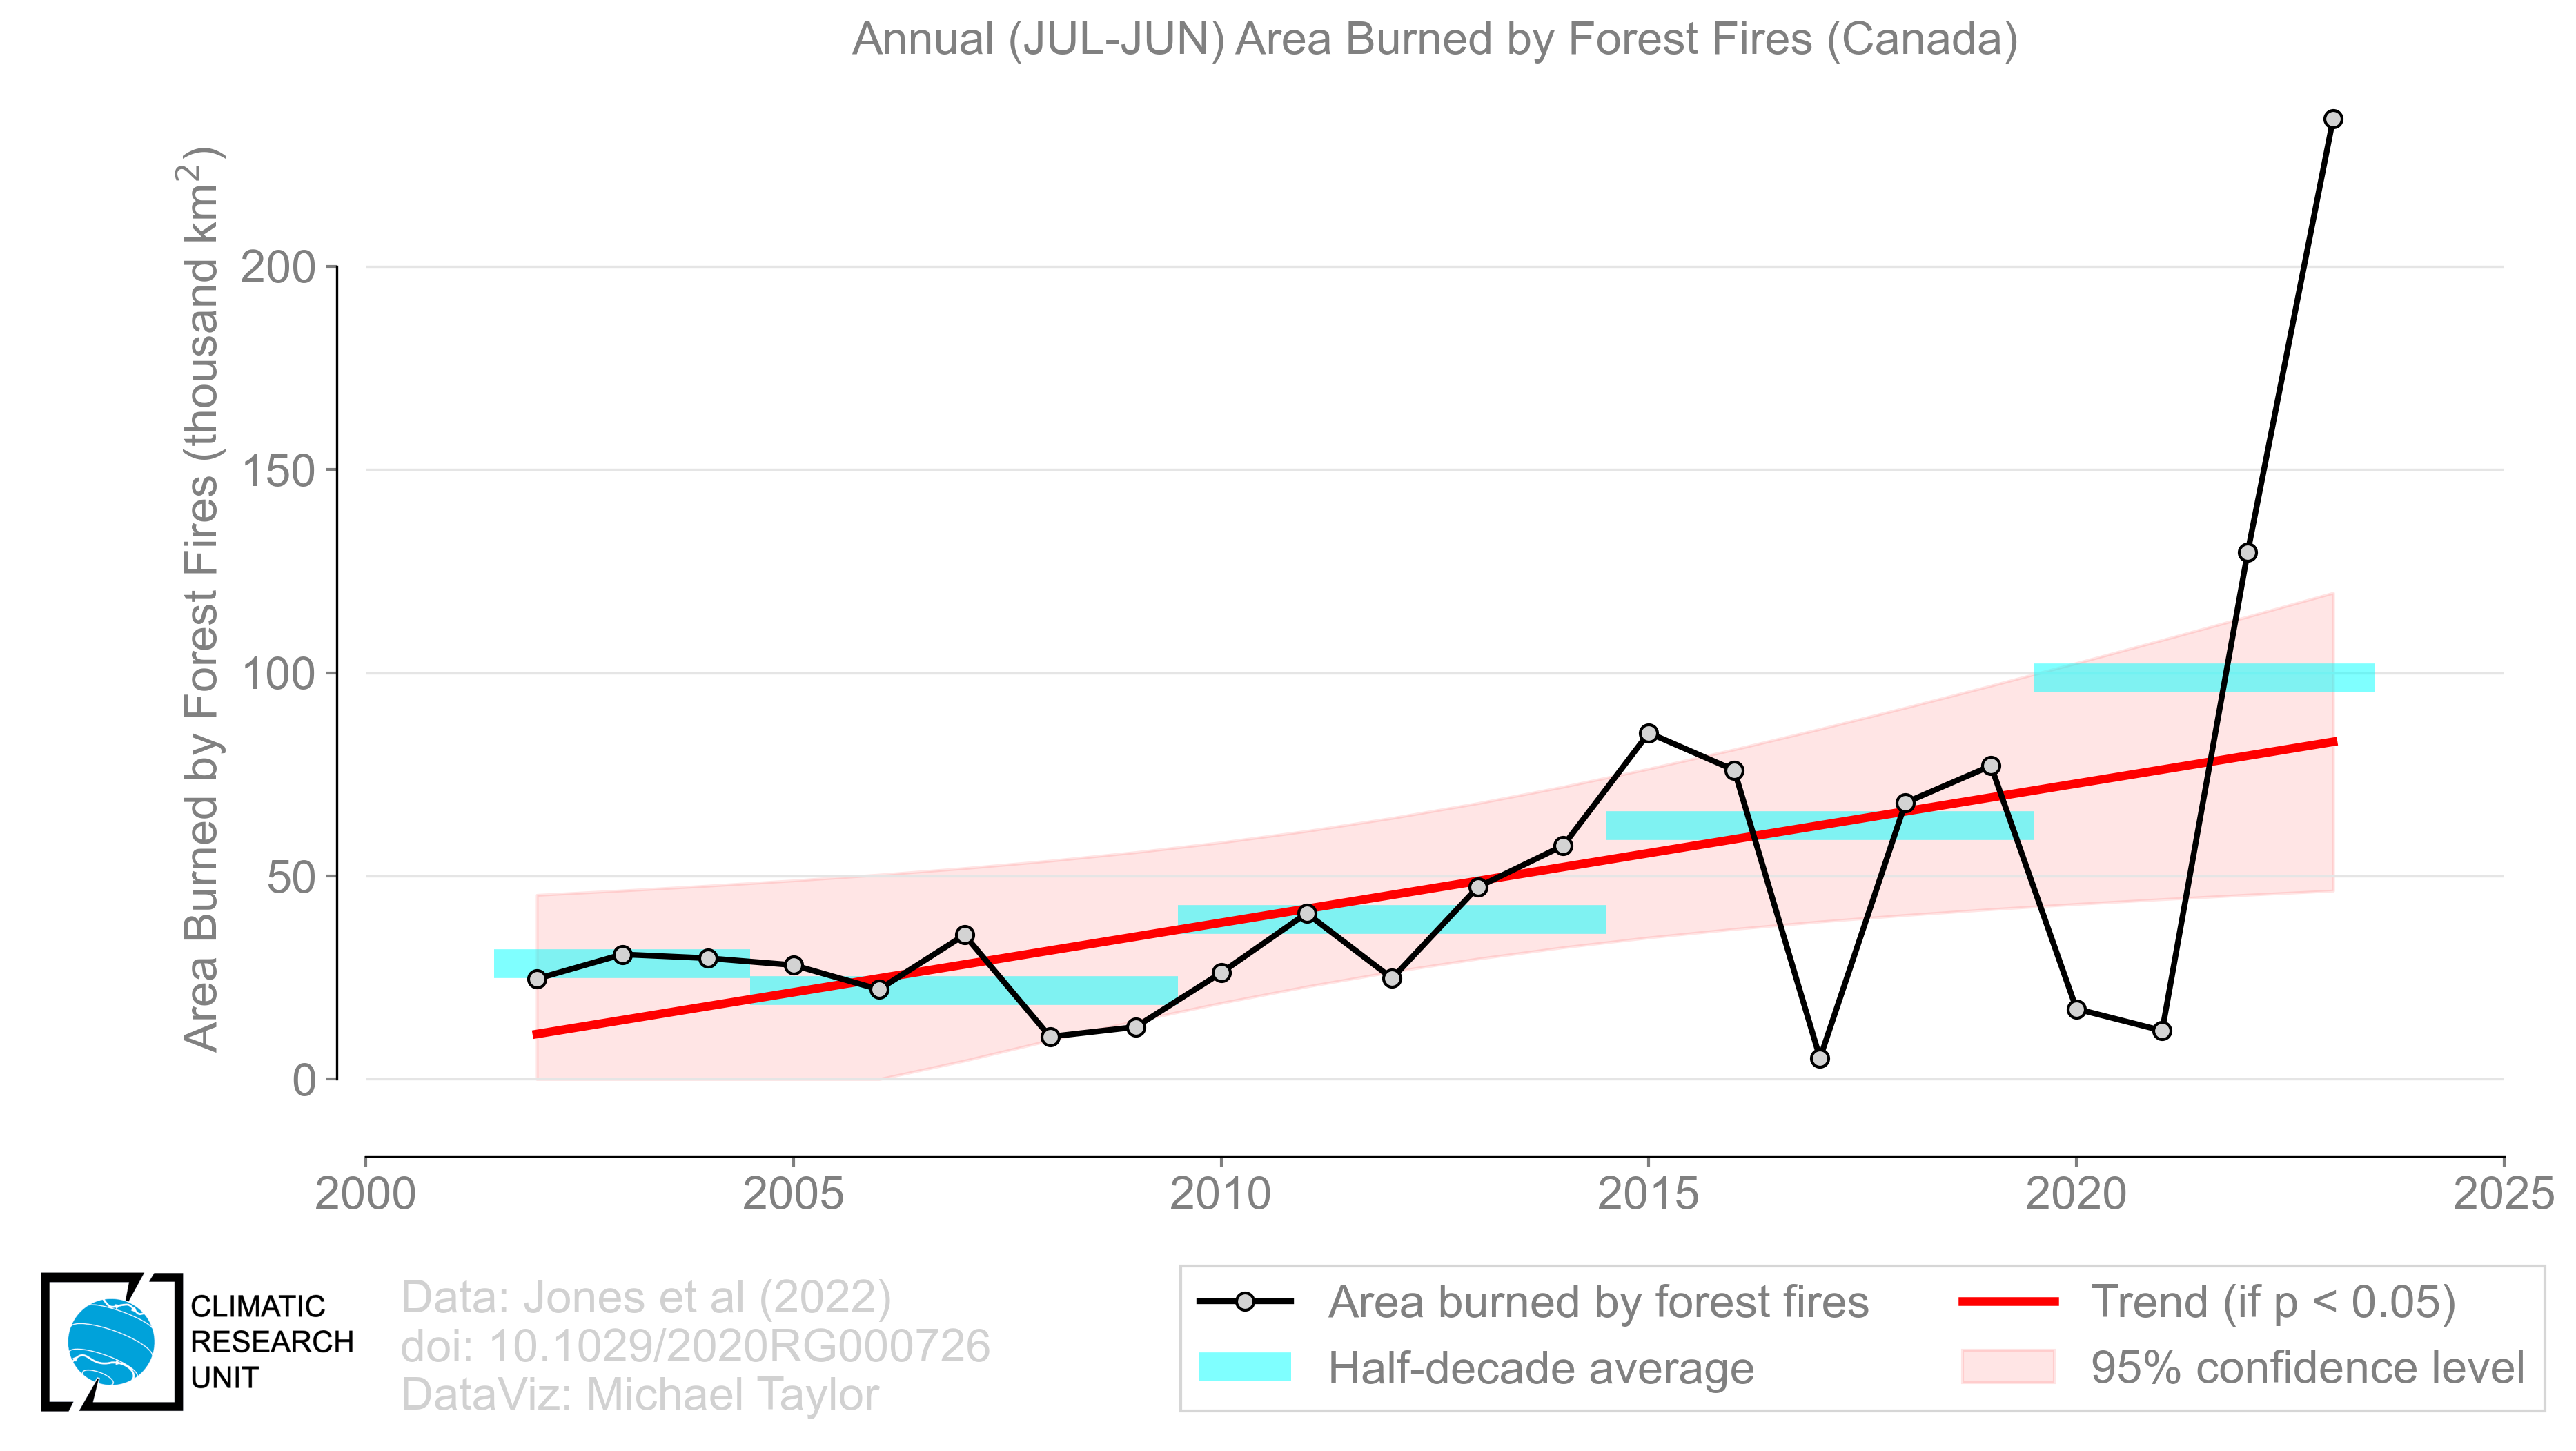 Annual (JUL-JUN) Area Burned by Forest Fires (Canada)
Area Burned by Forest Fires (thousand km²)
200
150
100
50
0
2000 2005 2010 2015 2020 2025
CLIMATIC
RESEARCH
UNIT
Data: Jones et al (2022)
doi: 10.1029/2020RG000726
DataViz: Michael Taylor
Area burned by forest fires
Half-decade average
Trend (if p < 0.05)
95% confidence level